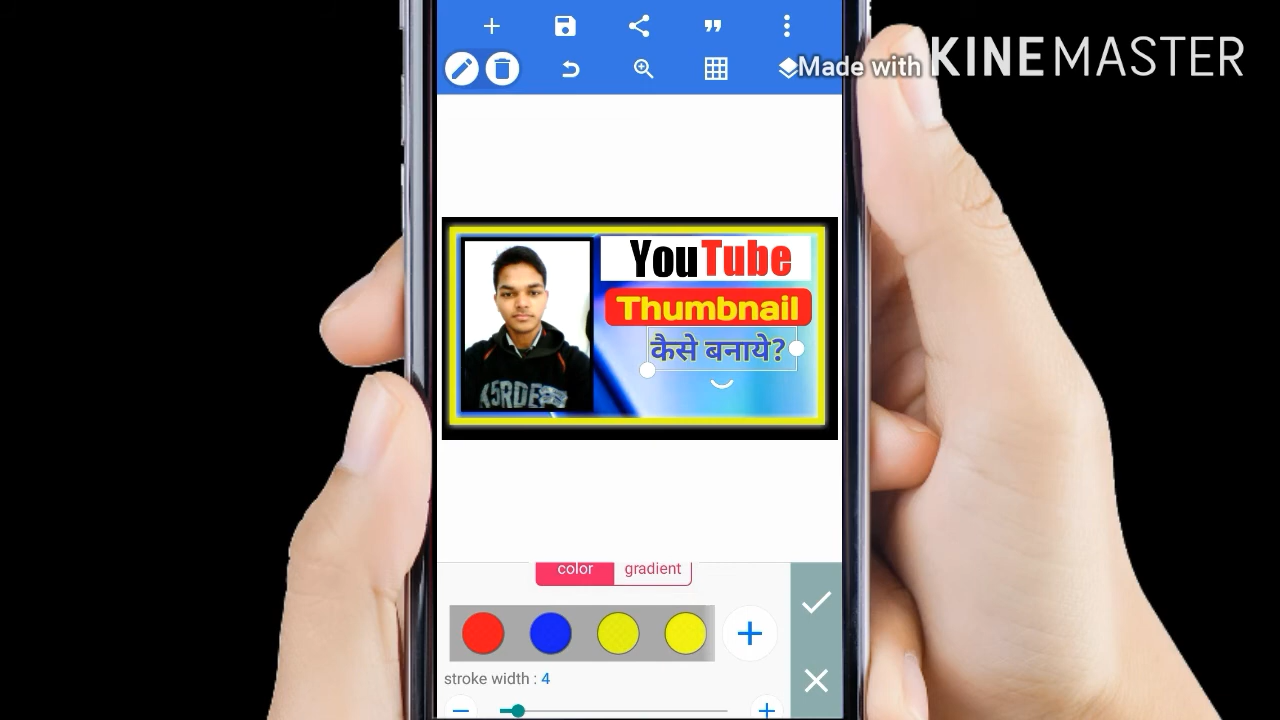 Made with KINEMASTER
YouTube
Thumbnail
कैसे बनाये?
color gradient
stroke width : 4